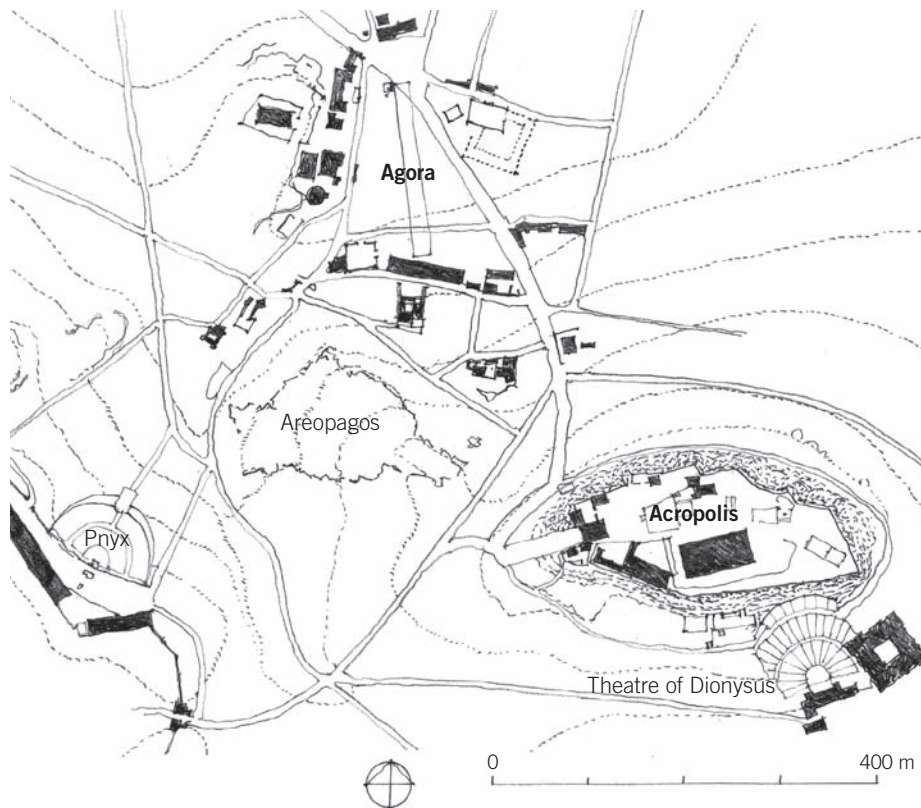 Agora
Areopagos
Acropolis
Pnyx
Theatre of Dionysus
0
400 m